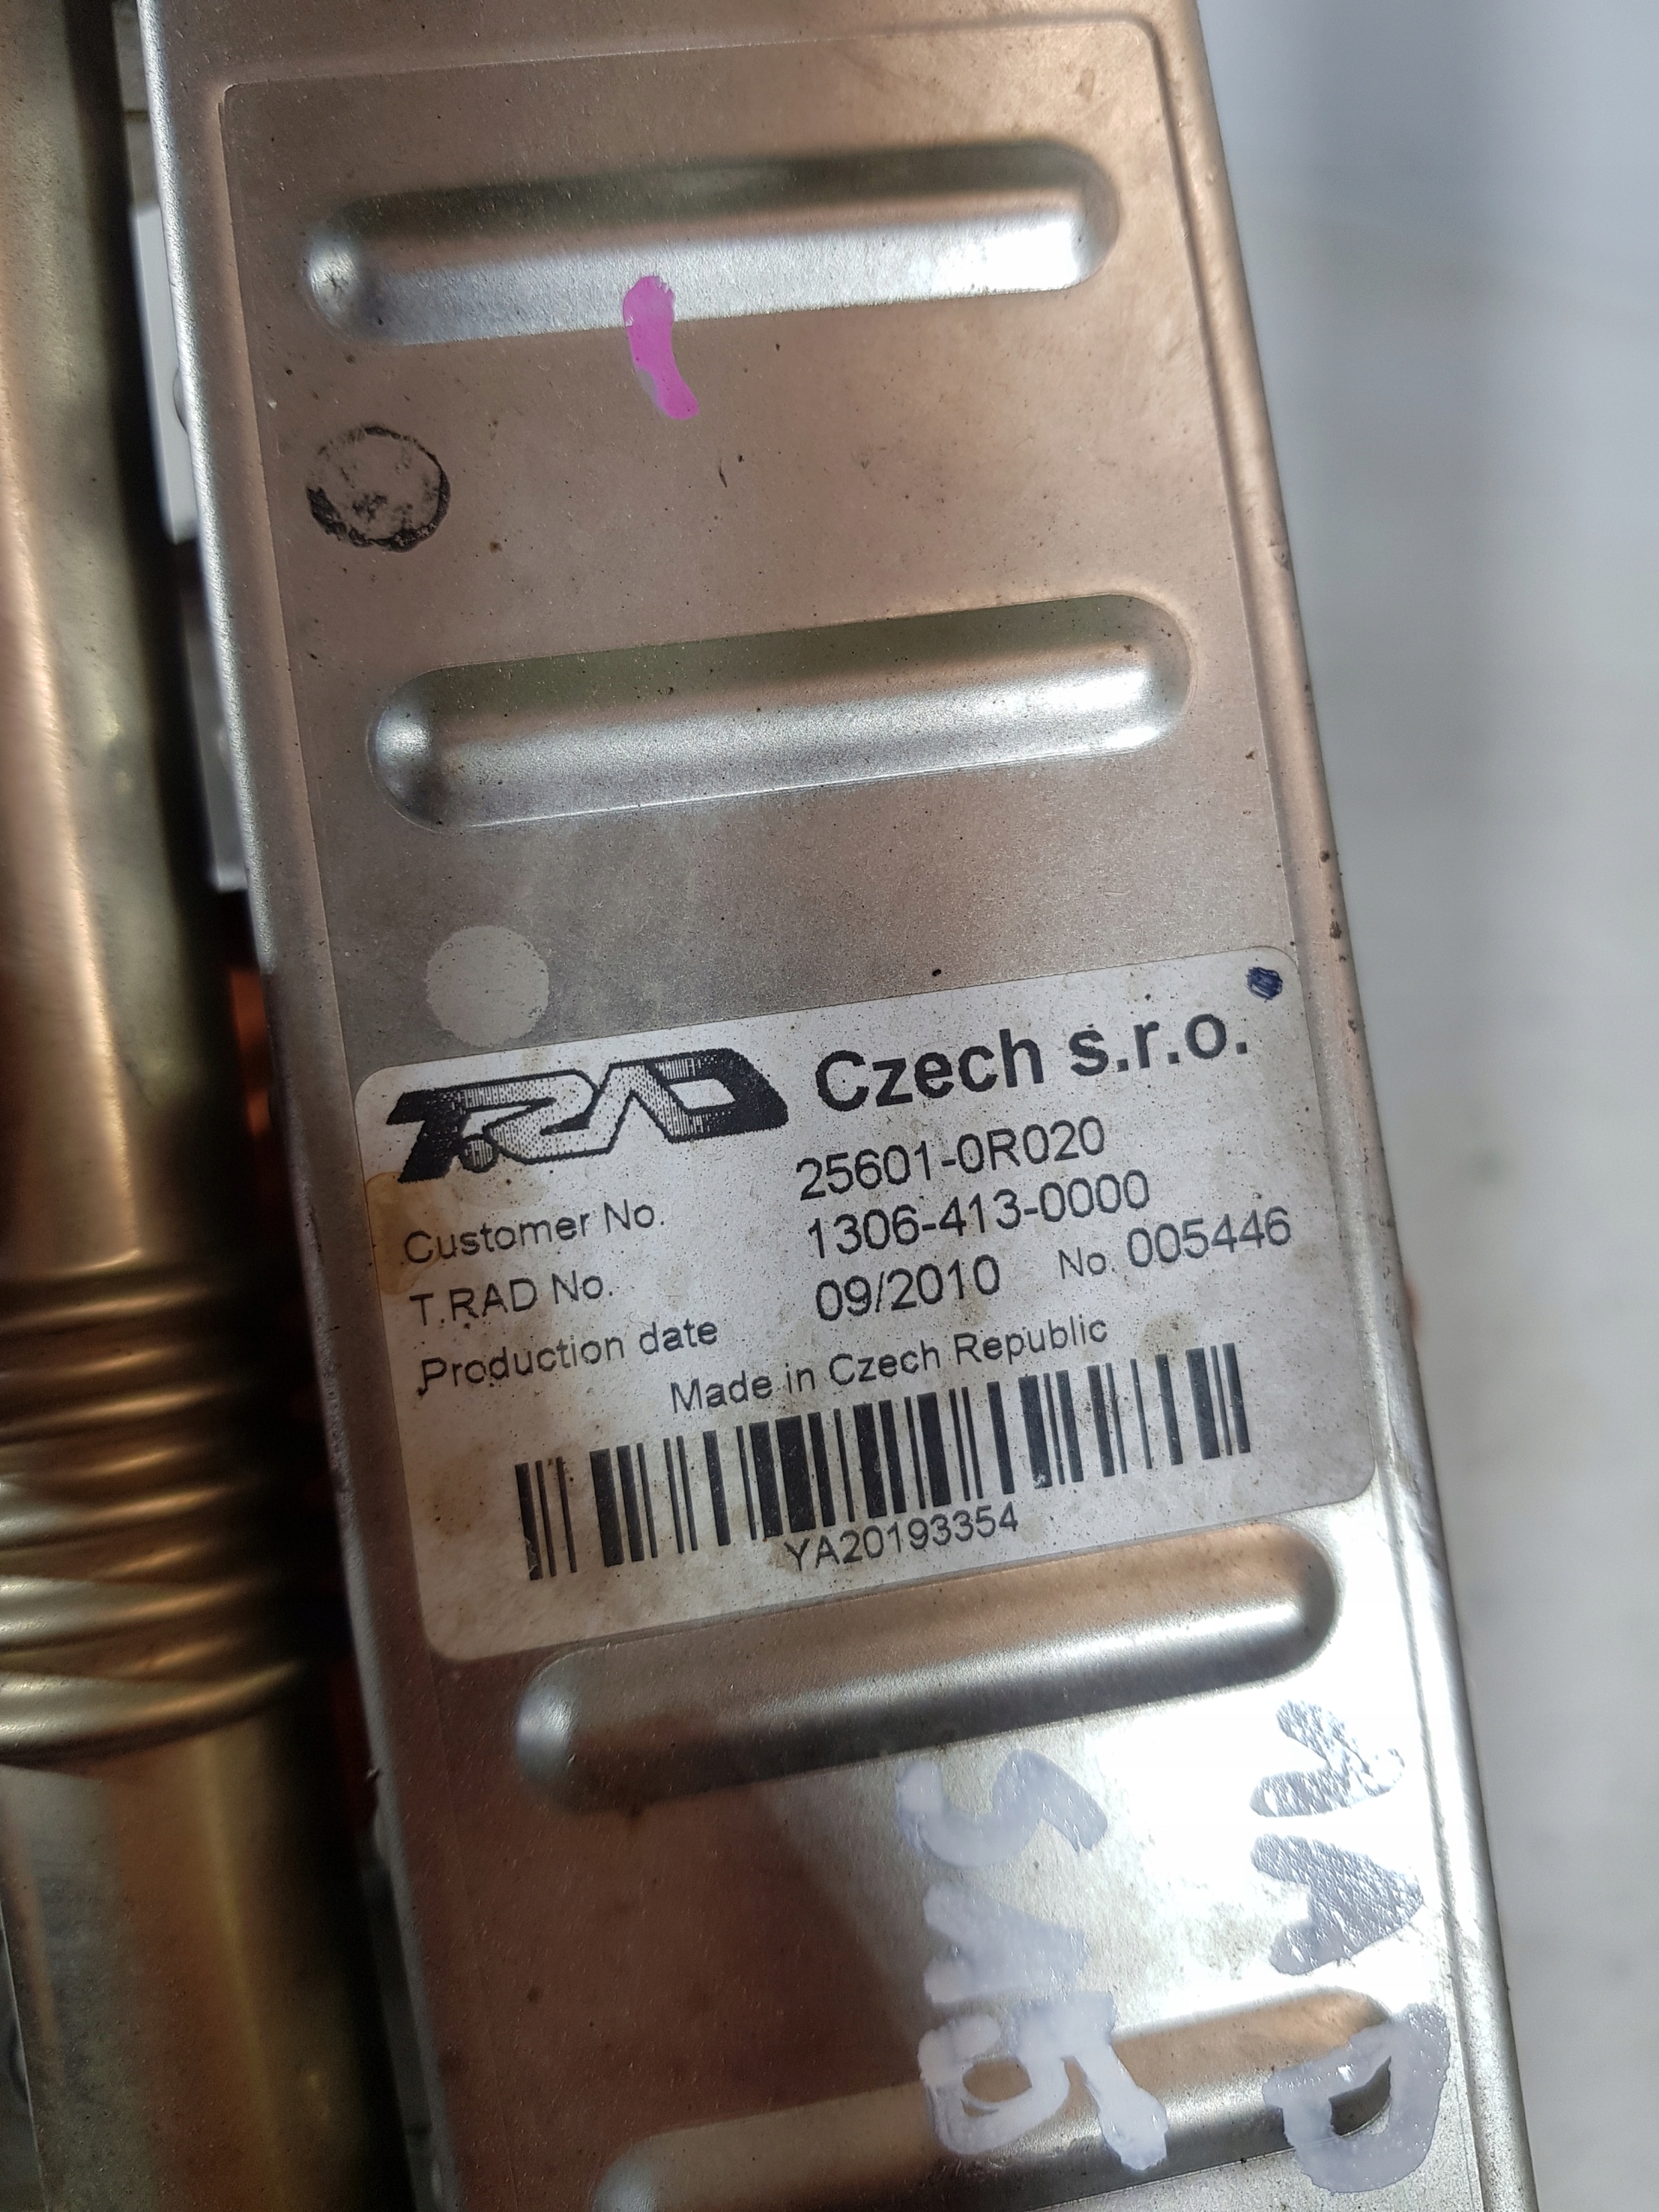 T.RAD Czech s.r.o.
Customer No. 25601-0R020
T.RAD No. 1306-413-0000
Production date 09/2010 No. 005446
Made in Czech Republic
YA20193354